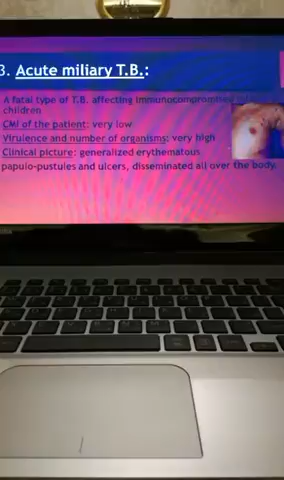 3. Acute miliary T.B.:
A fatal type of T.B. affecting immunocompromised
children
CMI of the patient: very low
Virulence and number of organisms: very high
Clinical picture: generalized erythematous
papulo-pustules and ulcers, disseminated all over the body.